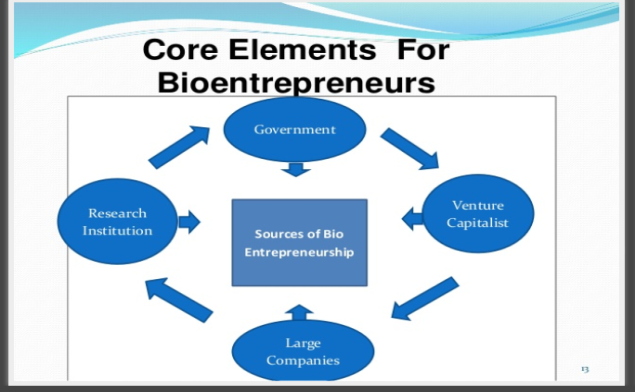 Core Elements For
Bioentrepreneurs
Government
Research
Institution
Venture
Capitalist
Sources of Bio
Entrepreneurship
Large
Companies
13